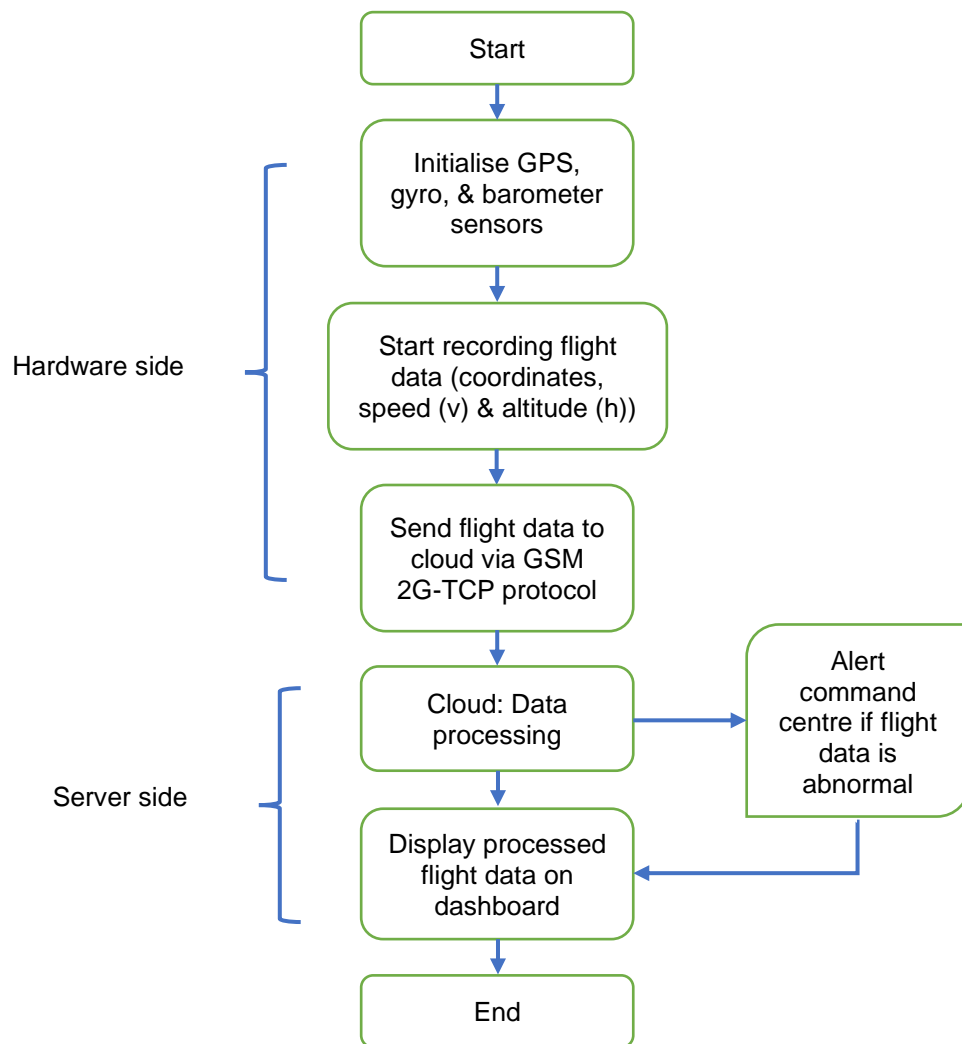 Start
Initialise GPS,
gyro, & barometer
sensors
Hardware side
Start recording flight
data (coordinates,
speed (v) & altitude (h))
Send flight data to
cloud via GSM
2G-TCP protocol
Server side
Cloud: Data
processing
Alert
command
centre if flight
data is
abnormal
Display processed
flight data on
dashboard
End